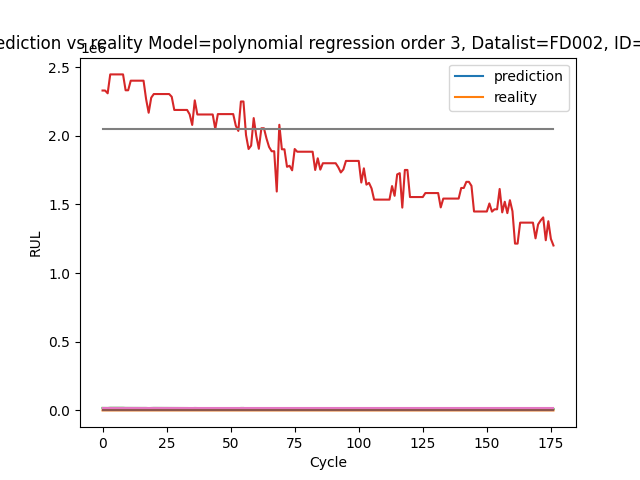 ediction vs reality Model=polynomial regression order 3, Datalist=FD002, ID=
1e6
prediction
reality
2.5
2.0
1.5
1.0
0.5
0.0
RUL
0 25 50 75 100 125 150 175
Cycle